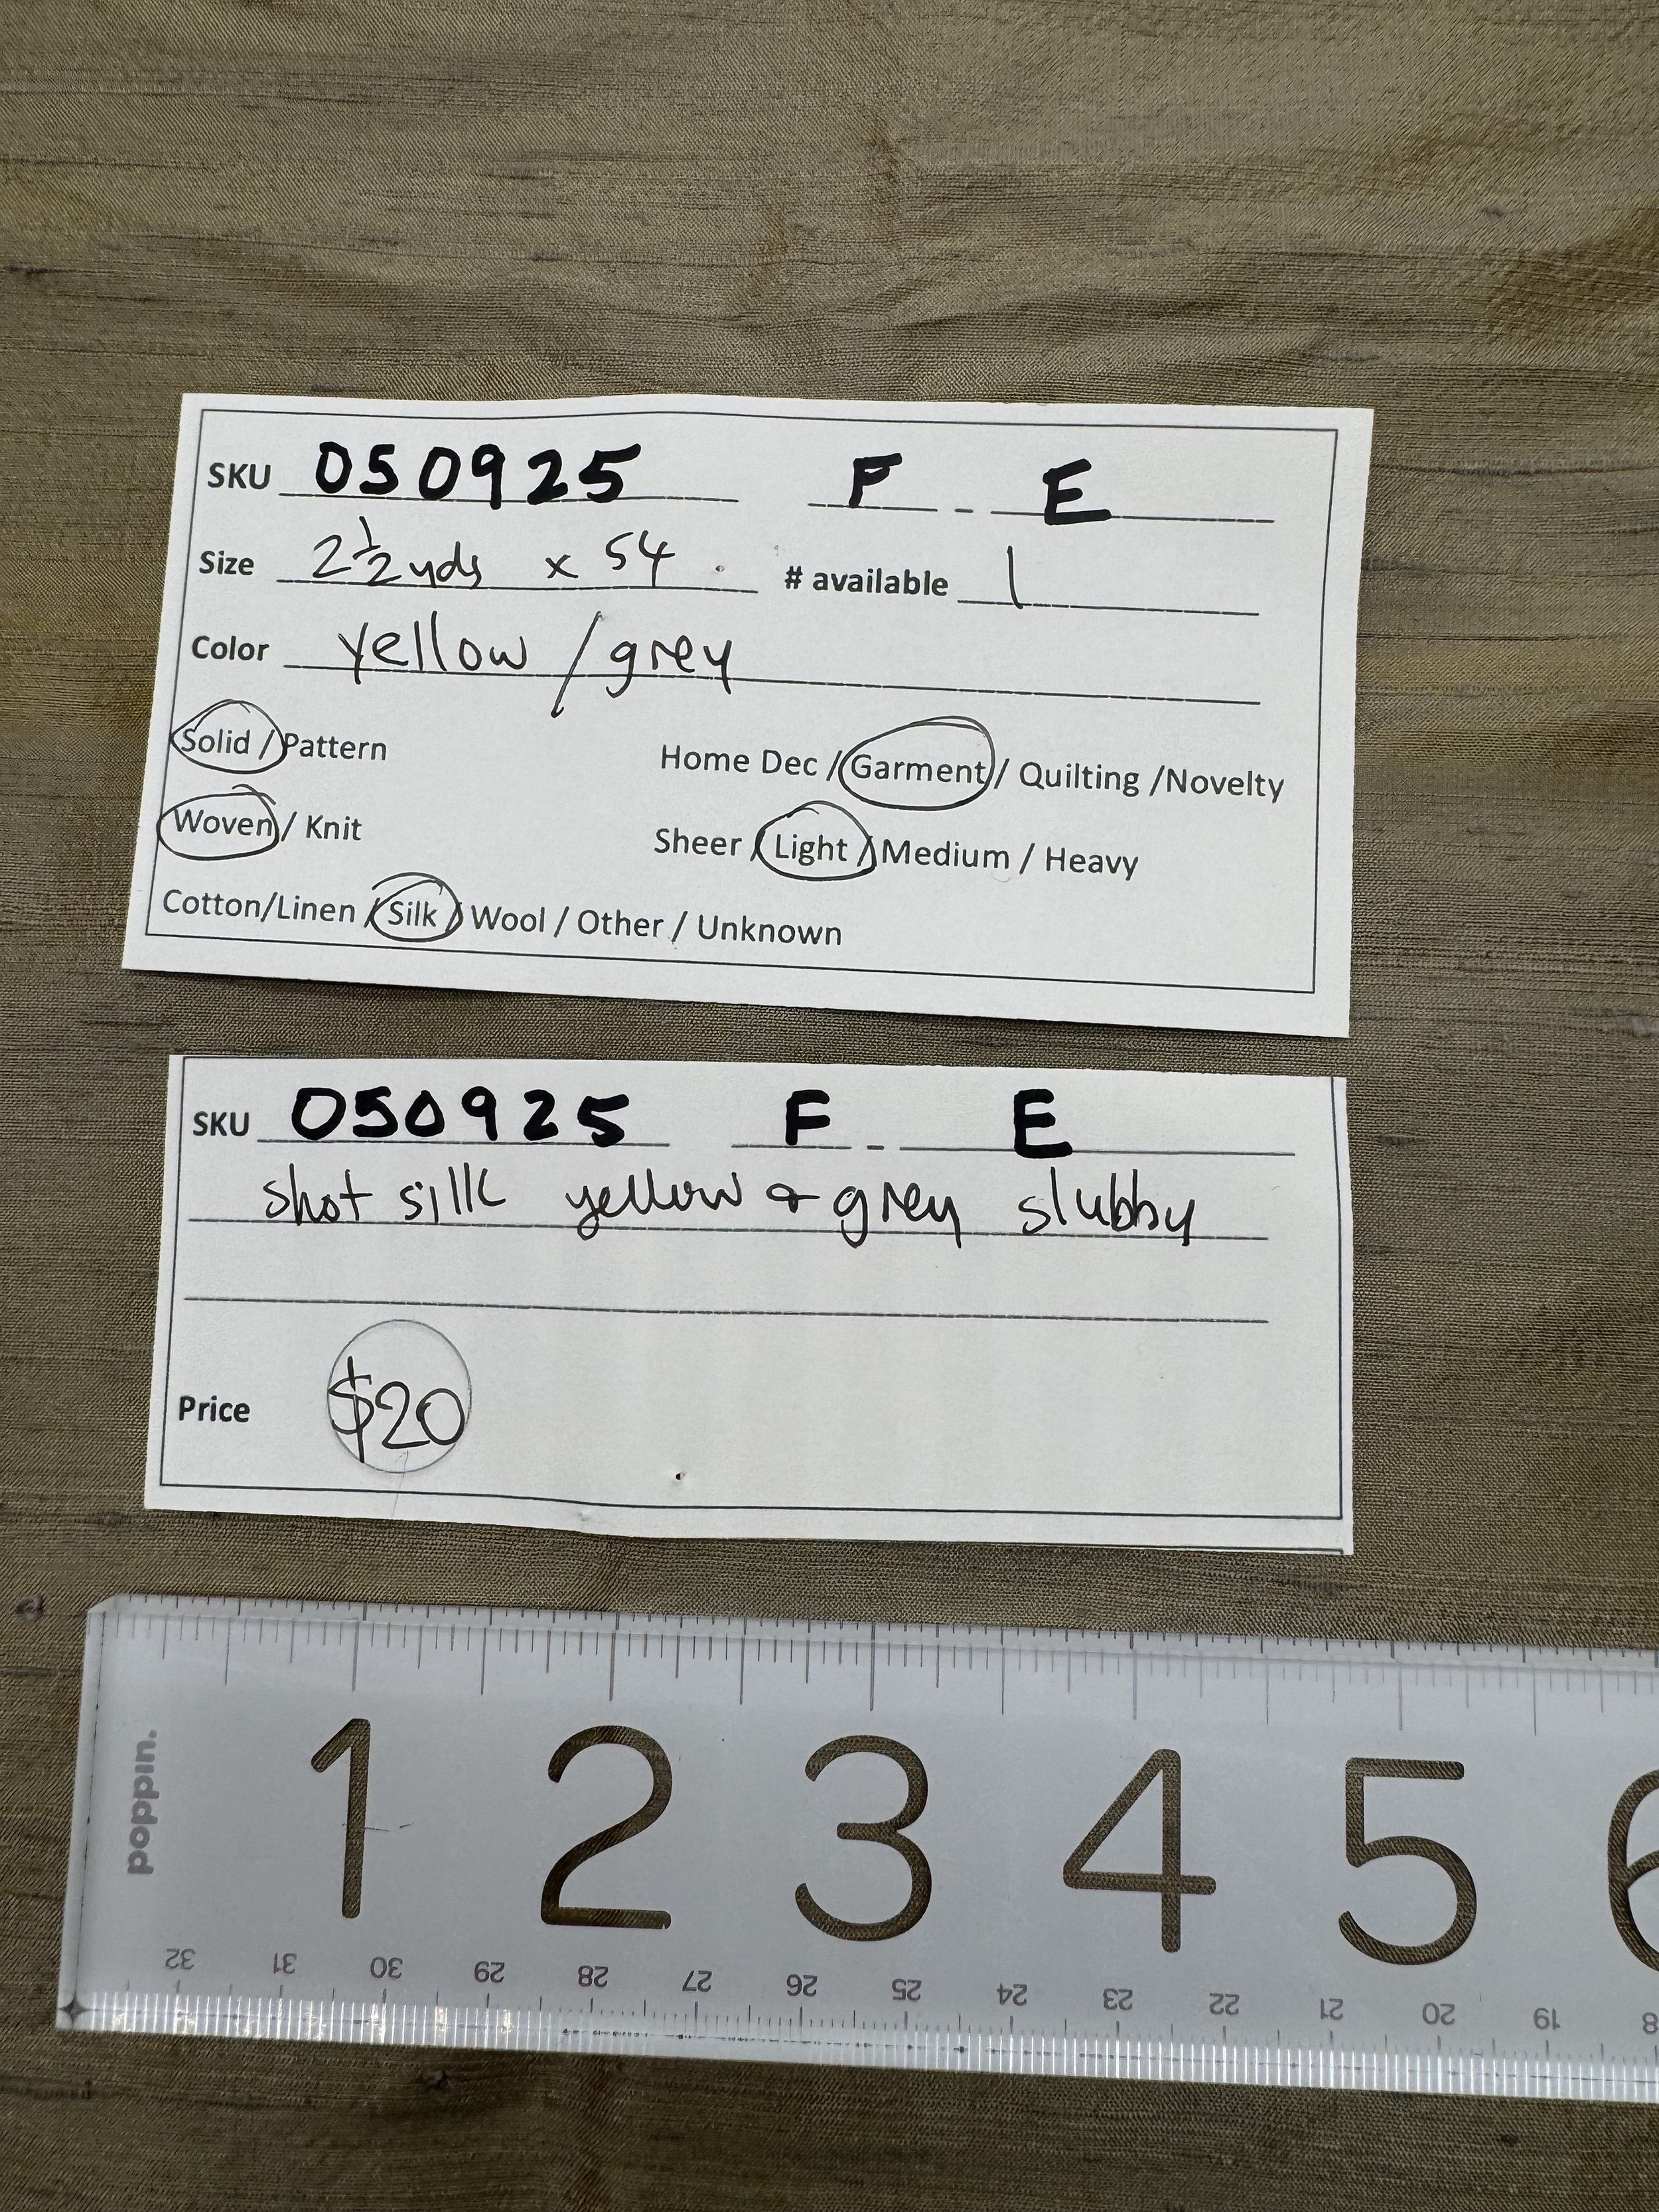 SKU 050925 F - E
Size 2 1/2 yds x 54 # available 1
Color yellow / grey
Solid / Pattern Home Dec / Garment / Quilting /Novelty
Woven / Knit Sheer / Light / Medium / Heavy
Cotton/Linen / Silk / Wool / Other / Unknown
SKU 050925 F - E
shot silk yellow & grey slubby
Price $20
poppin.
1 2 3 4 5 6
32 31 30 29 28 27 26 25 24 23 22 21 20 19